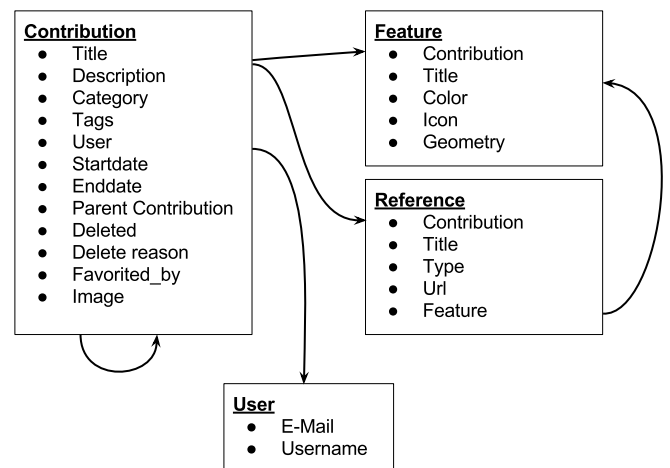 Contribution
● Title
● Description
● Category
● Tags
● User
● Startdate
● Enddate
● Parent Contribution
● Deleted
● Delete reason
● Favorited_by
● Image
Feature
● Contribution
● Title
● Color
● Icon
● Geometry
Reference
● Contribution
● Title
● Type
● Url
● Feature
User
● E-Mail
● Username